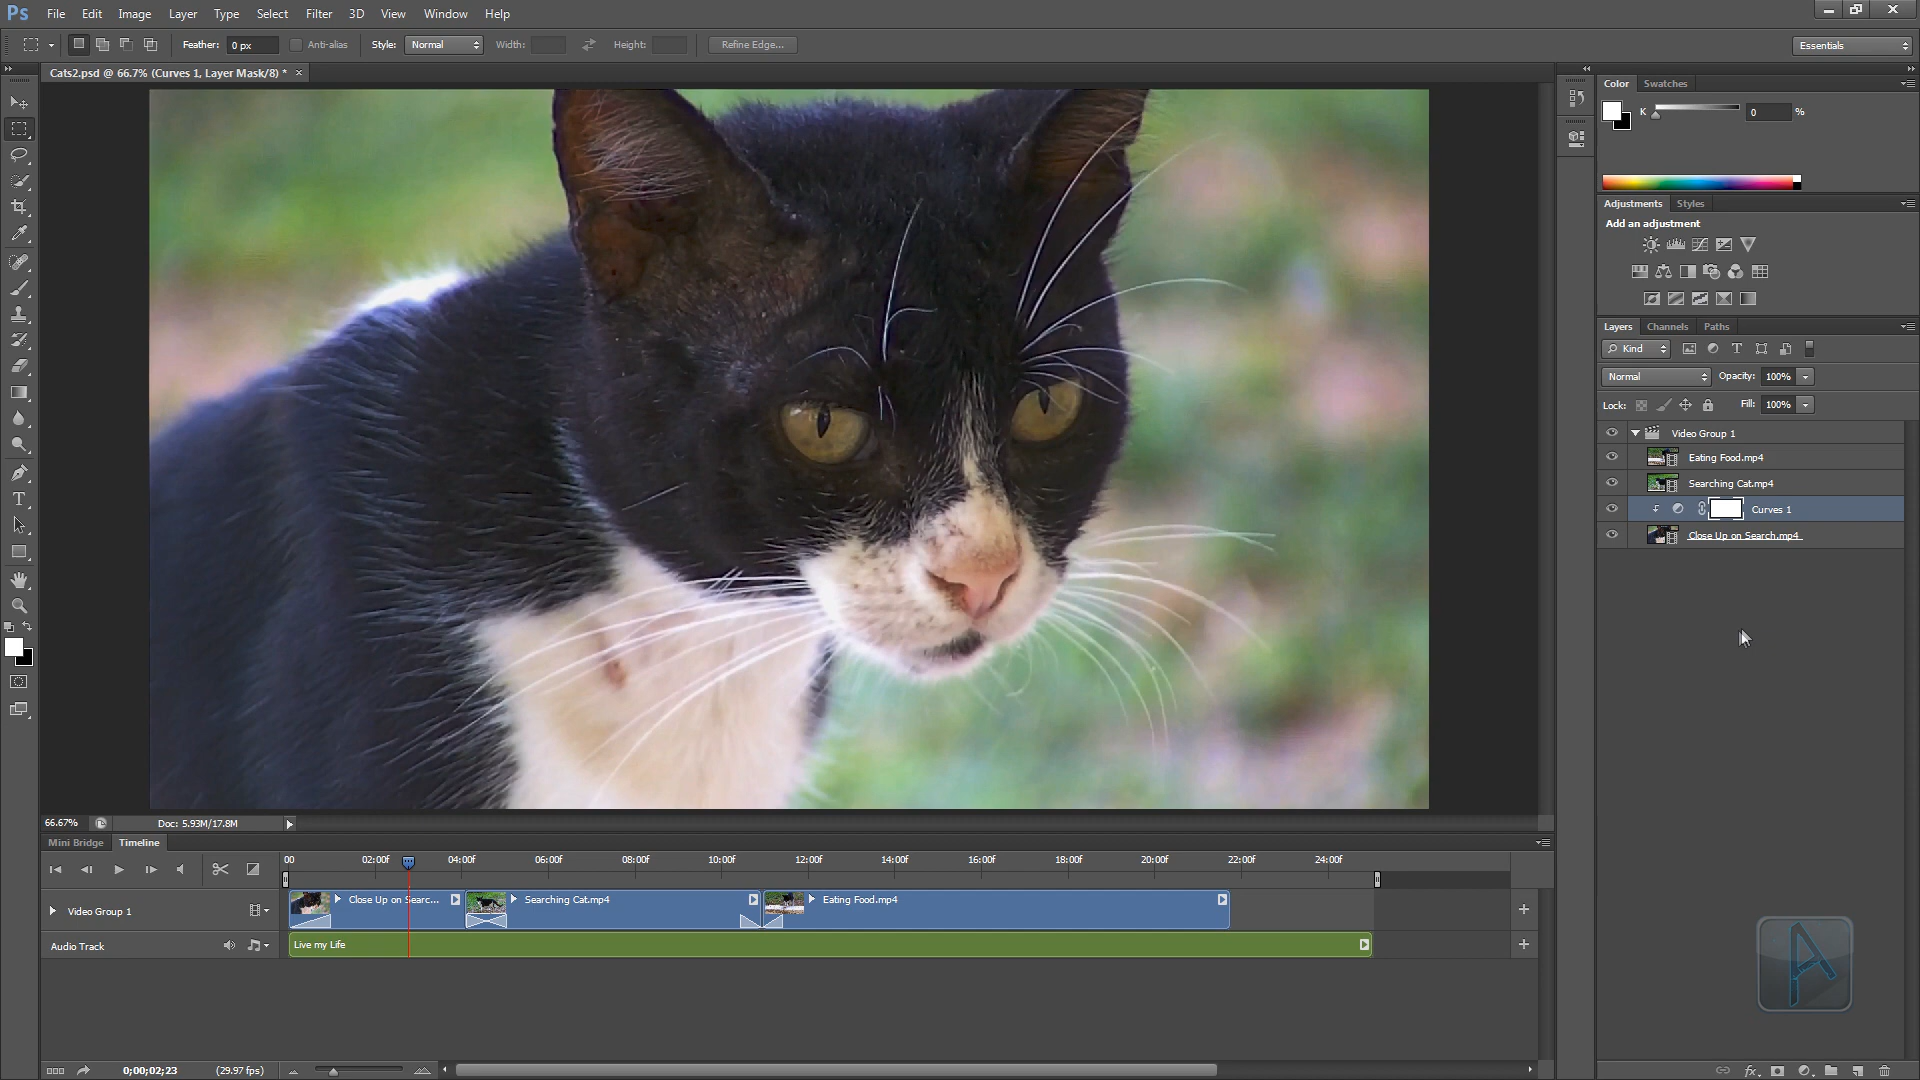 Ps File Edit Image Layer Type Select Filter 3D View Window Help
Feather: 0 px Anti-alias Style: Normal Width: Height: Refine Edge... Essentials
Cats2.psd @ 66.7% (Curves 1, Layer Mask/8) * ×
Color Swatches
K 0 %
Adjustments Styles
Add an adjustment
Layers Channels Paths
Kind T
Normal Opacity: 100%
Lock: Fill: 100%
Video Group 1
Eating Food.mp4
Searching Cat.mp4
Curves 1
Close Up on Search.mp4
66.67% Doc: 5.93M/17.8M
Mini Bridge Timeline
00 02:00f 04:00f 06:00f 08:00f 10:00f 12:00f 14:00f 16:00f 18:00f 20:00f 22:00f 24:00f
Video Group 1 Close Up on Searc... Searching Cat.mp4 Eating Food.mp4
Audio Track Live my Life
0;00;02;23 (29.97 fps) fx